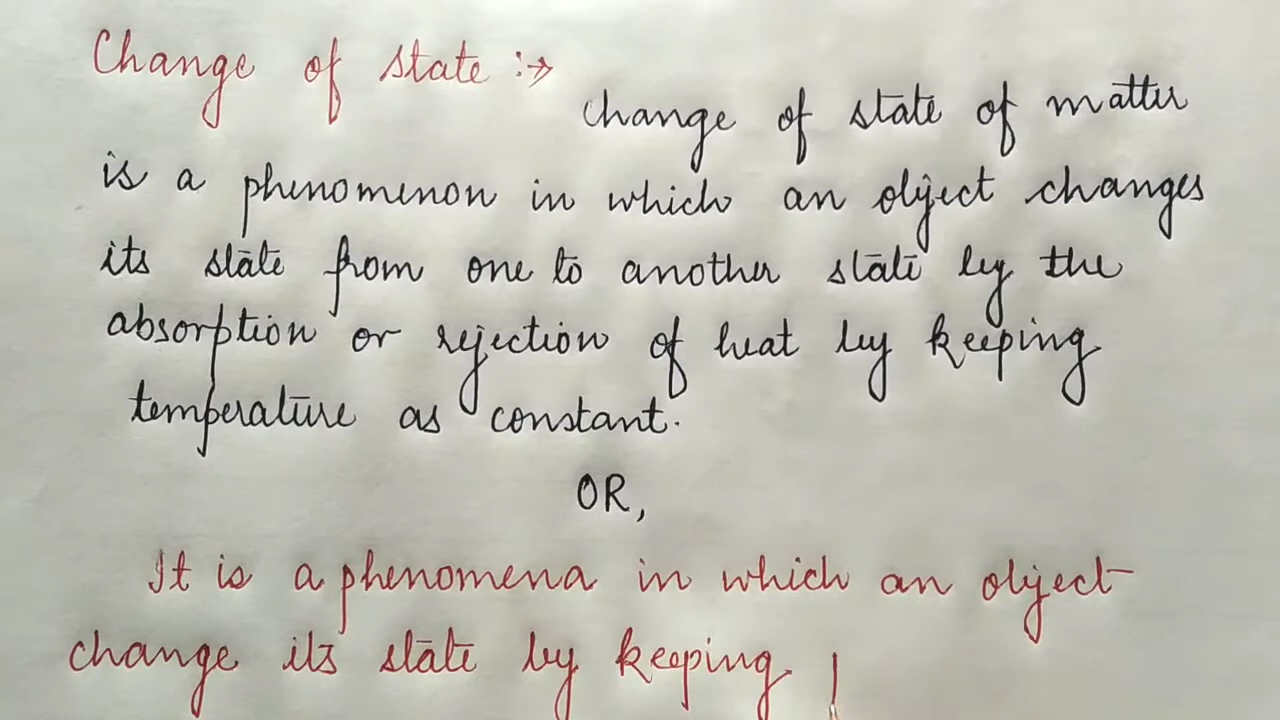 Change of state :→
change of state of matter
is a phenomenon in which an object changes
its state from one to another state by the
absorption or rejection of heat by keeping
temperature as constant.
OR,
It is a phenomena in which an object
change its state by keeping